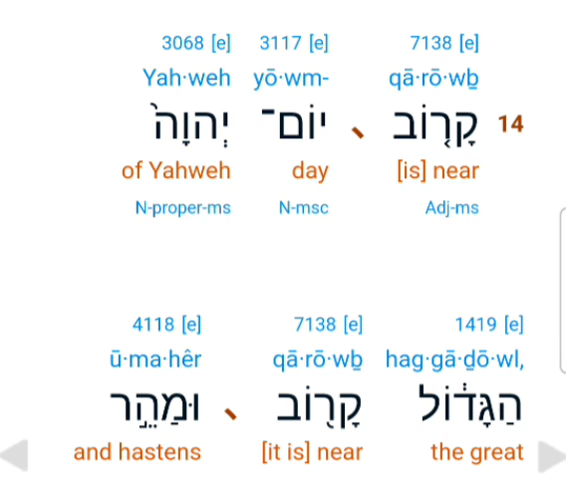 3068 [e] 3117 [e] 7138 [e]
Yah·weh yō·wm- qā·rō·wḇ
14 קָר֤וֹב ׀ יוֹם־ יְהוָה֙
of Yahweh day [is] near
N-proper-ms N-msc Adj-ms
4118 [e] 7138 [e] 1419 [e]
ū·ma·hêr qā·rō·wḇ hag·gā·ḏō·wl,
הַגָּד֔וֹל קָר֖וֹב ׀ וּמַהֵ֣ר
and hastens [it is] near the great